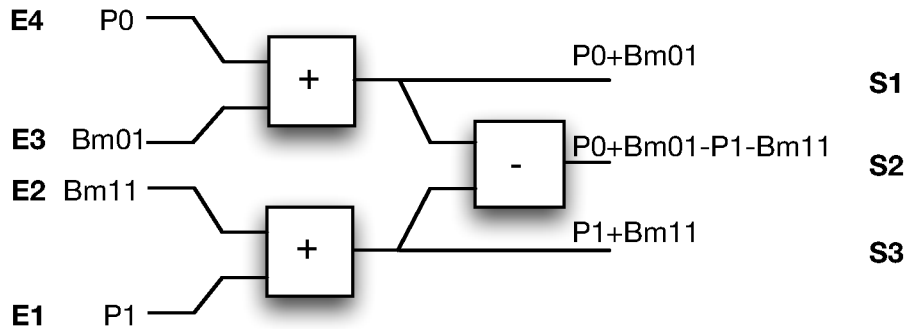 E4 P0
+
P0+Bm01
S1
E3 Bm01
P0+Bm01-P1-Bm11
-
S2
E2 Bm11
+
P1+Bm11
S3
E1 P1